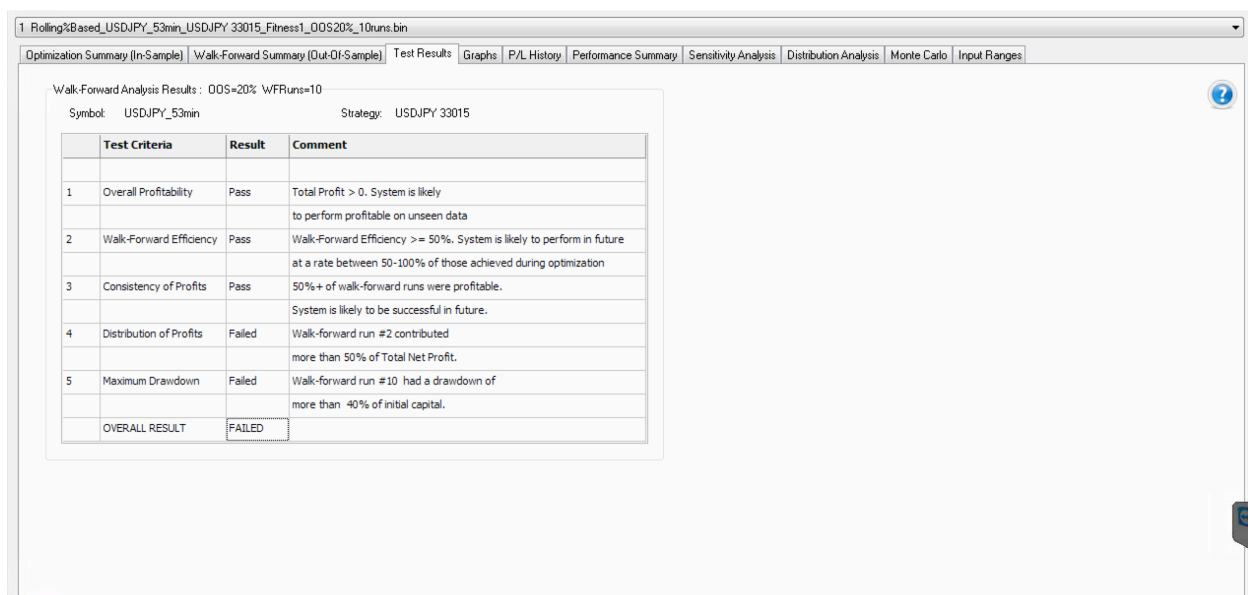 1 Rolling%Based_USDJPY_53min_USDJPY 33015_Fitness1_OOS20%_10runs.bin
Optimization Summary (In-Sample) Walk-Forward Summary (Out-Of-Sample) Test Results Graphs P/L History Performance Summary Sensitivity Analysis Distribution Analysis Monte Carlo Input Ranges
Walk-Forward Analysis Results : OOS=20% WFRuns=10
?
Symbol: USDJPY_53min Strategy: USDJPY 33015
Test Criteria Result Comment
1 Overall Profitability Pass Total Profit > 0. System is likely
to perform profitable on unseen data
2 Walk-Forward Efficiency Pass Walk-Forward Efficiency >= 50%. System is likely to perform in future
at a rate between 50-100% of those achieved during optimization
3 Consistency of Profits Pass 50%+ of walk-forward runs were profitable.
System is likely to be successful in future.
4 Distribution of Profits Failed Walk-forward run #2 contributed
more than 50% of Total Net Profit.
5 Maximum Drawdown Failed Walk-forward run #10 had a drawdown of
more than 40% of initial capital.
OVERALL RESULT FAILED